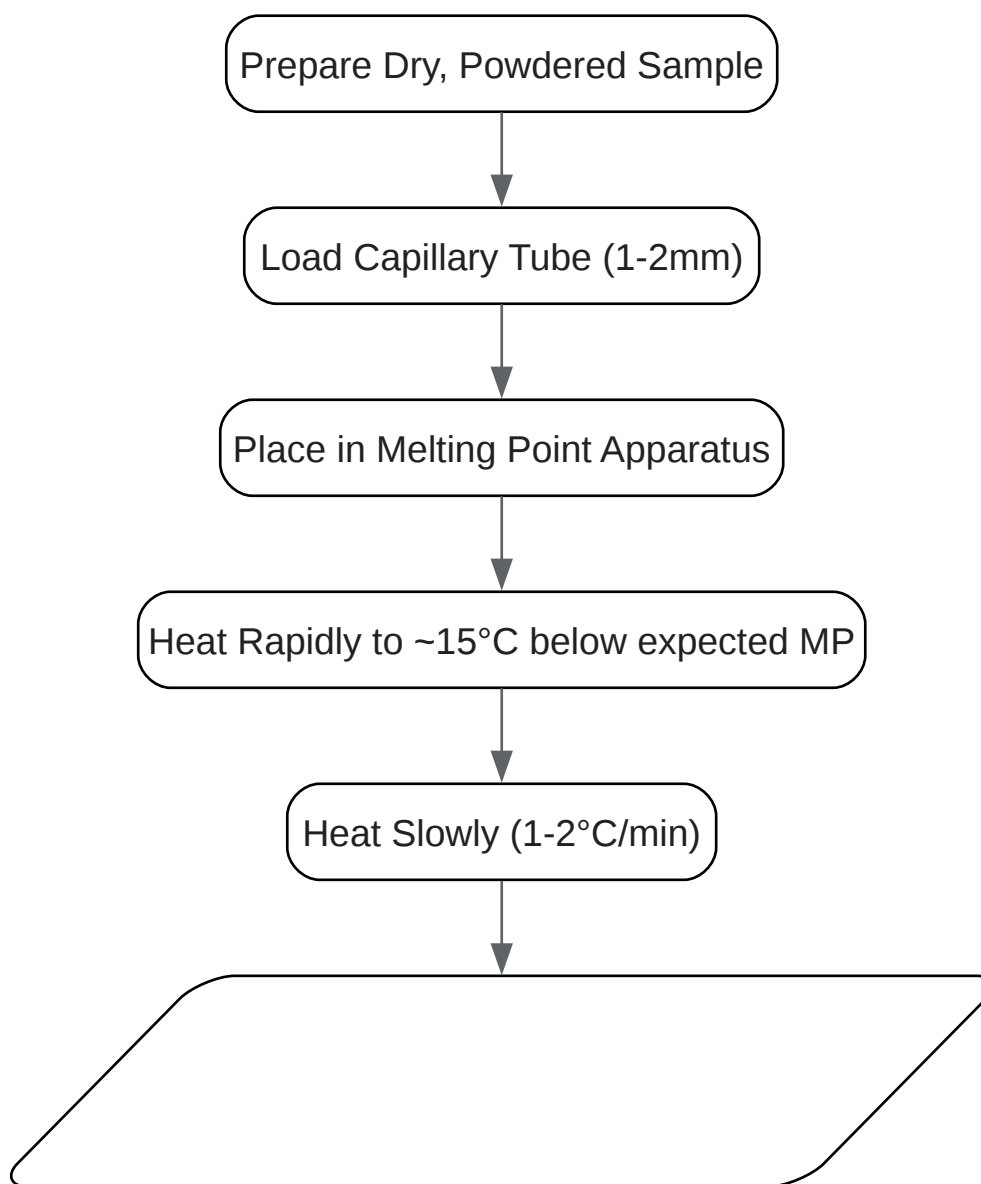 Prepare Dry, Powdered Sample
Load Capillary Tube (1-2mm)
Place in Melting Point Apparatus
Heat Rapidly to ~15°C below expected MP
Heat Slowly (1-2°C/min)